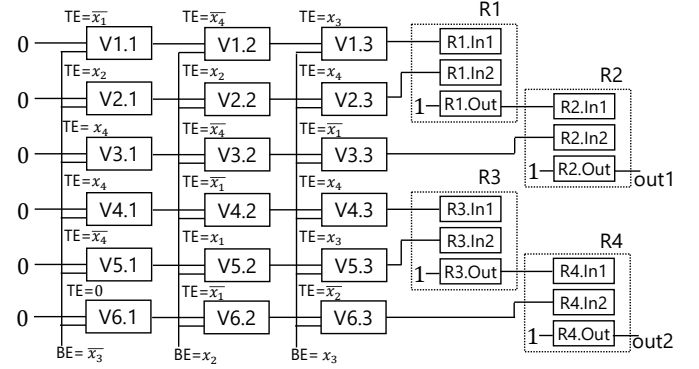 TE=x̅₁ TE=x̅₄ TE=x₃ R1
0 V1.1 V1.2 V1.3 R1.In1
TE=x₂ TE=x₂ TE=x₄ R1.In2 R2
0 V2.1 V2.2 V2.3 1 R1.Out R2.In1
TE= x₄ TE=x̅₄ TE=x̅₁ R2.In2
0 V3.1 V3.2 V3.3 1 R2.Out out1
TE=x₄ TE=x̅₁ TE=x₄ R3
0 V4.1 V4.2 V4.3 R3.In1
TE=x̅₄ TE=x₁ TE=x₃ R3.In2 R4
0 V5.1 V5.2 V5.3 1 R3.Out R4.In1
TE=0 TE=x̅₁ TE=x̅₂ R4.In2
0 V6.1 V6.2 V6.3 1 R4.Out out2
BE= x̅₃ BE= x₂ BE= x₃